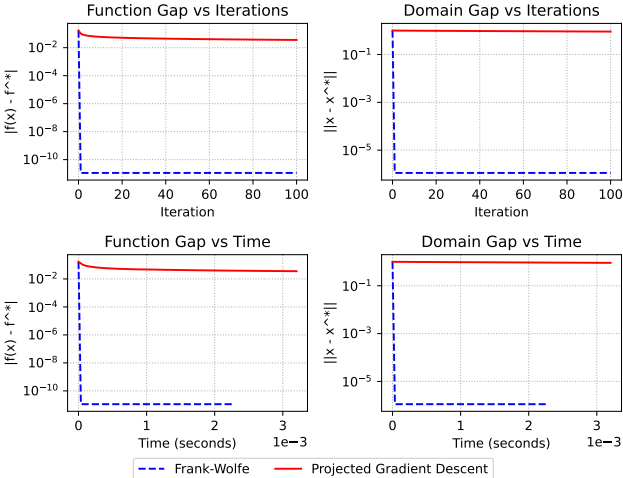 Function Gap vs Iterations
|f(x) - f^*|
10⁻²
10⁻⁴
10⁻⁶
10⁻⁸
10⁻¹⁰
0 20 40 60 80 100
Iteration
Domain Gap vs Iterations
||x - x^*||
10⁻¹
10⁻³
10⁻⁵
0 20 40 60 80 100
Iteration
Function Gap vs Time
|f(x) - f^*|
10⁻²
10⁻⁴
10⁻⁶
10⁻⁸
10⁻¹⁰
0 1 2 3
Time (seconds) 1e−3
Domain Gap vs Time
||x - x^*||
10⁻¹
10⁻³
10⁻⁵
0 1 2 3
Time (seconds) 1e−3
Frank-Wolfe Projected Gradient Descent